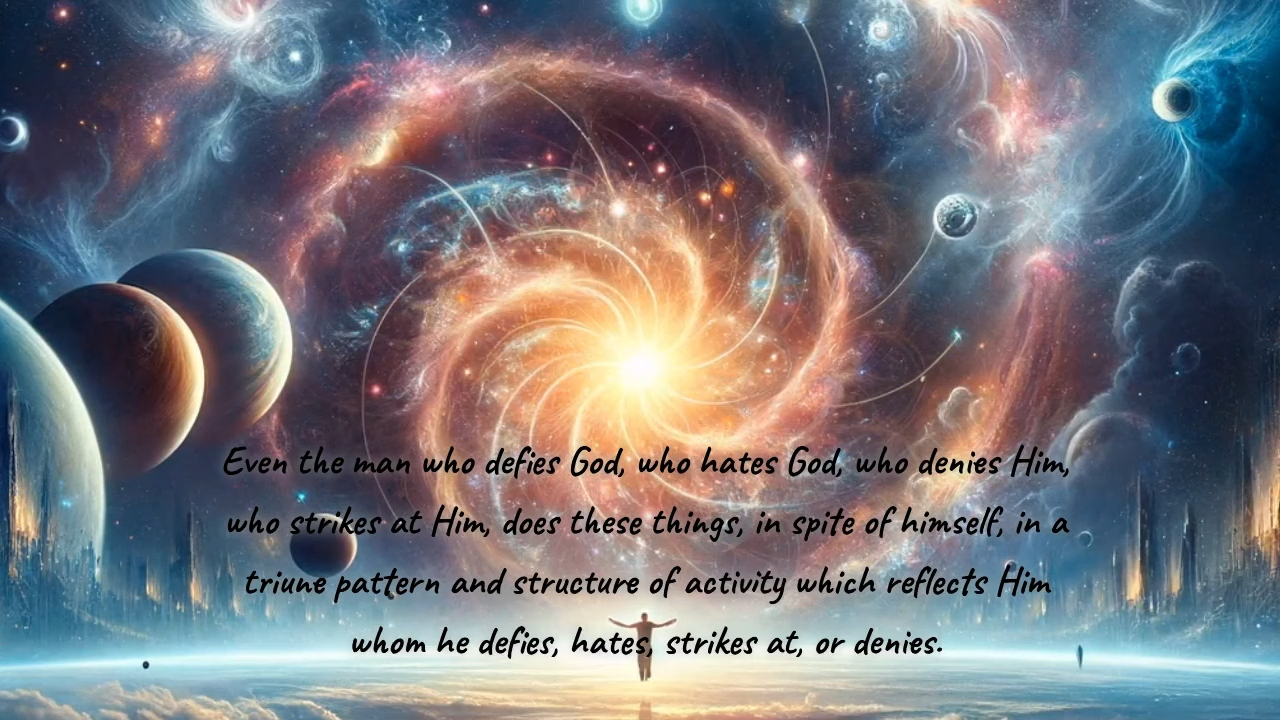 Even the man who defies God, who hates God, who denies Him,
who strikes at Him, does these things, in spite of himself, in a
triune pattern and structure of activity which reflects Him
whom he defies, hates, strikes at, or denies.